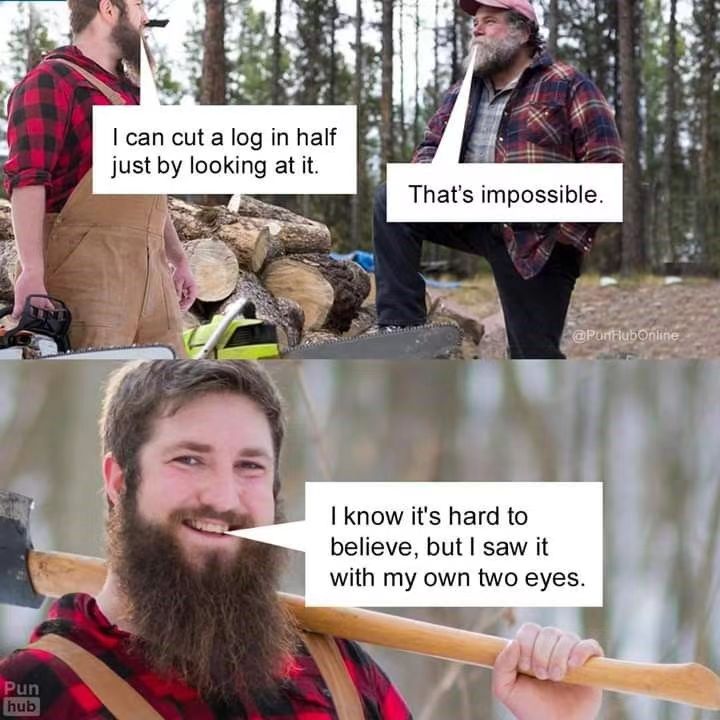 I can cut a log in half
just by looking at it.
That's impossible.
@PunHubOnline
I know it's hard to
believe, but I saw it
with my own two eyes.
Pun
hub